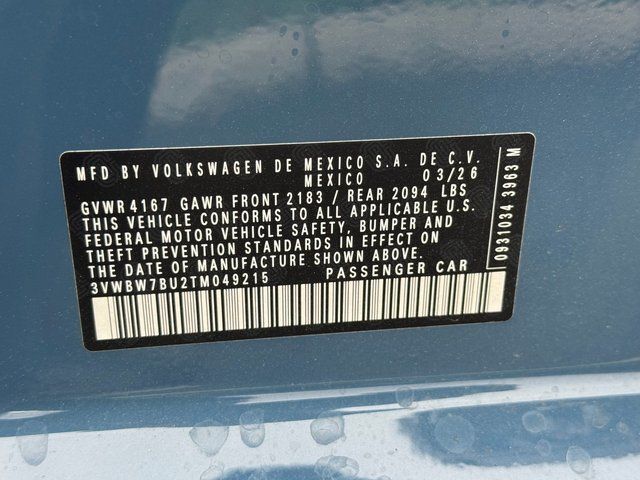 MFD BY VOLKSWAGEN DE MEXICO S.A. DE C.V.
MEXICO 03/26
GVWR 4167 GAWR FRONT 2183 / REAR 2094 LBS
THIS VEHICLE CONFORMS TO ALL APPLICABLE U.S.
FEDERAL MOTOR VEHICLE SAFETY, BUMPER AND
THEFT PREVENTION STANDARDS IN EFFECT ON
THE DATE OF MANUFACTURE SHOWN ABOVE.
3VWBW7BU2TM049215 PASSENGER CAR
0931034 3963 M